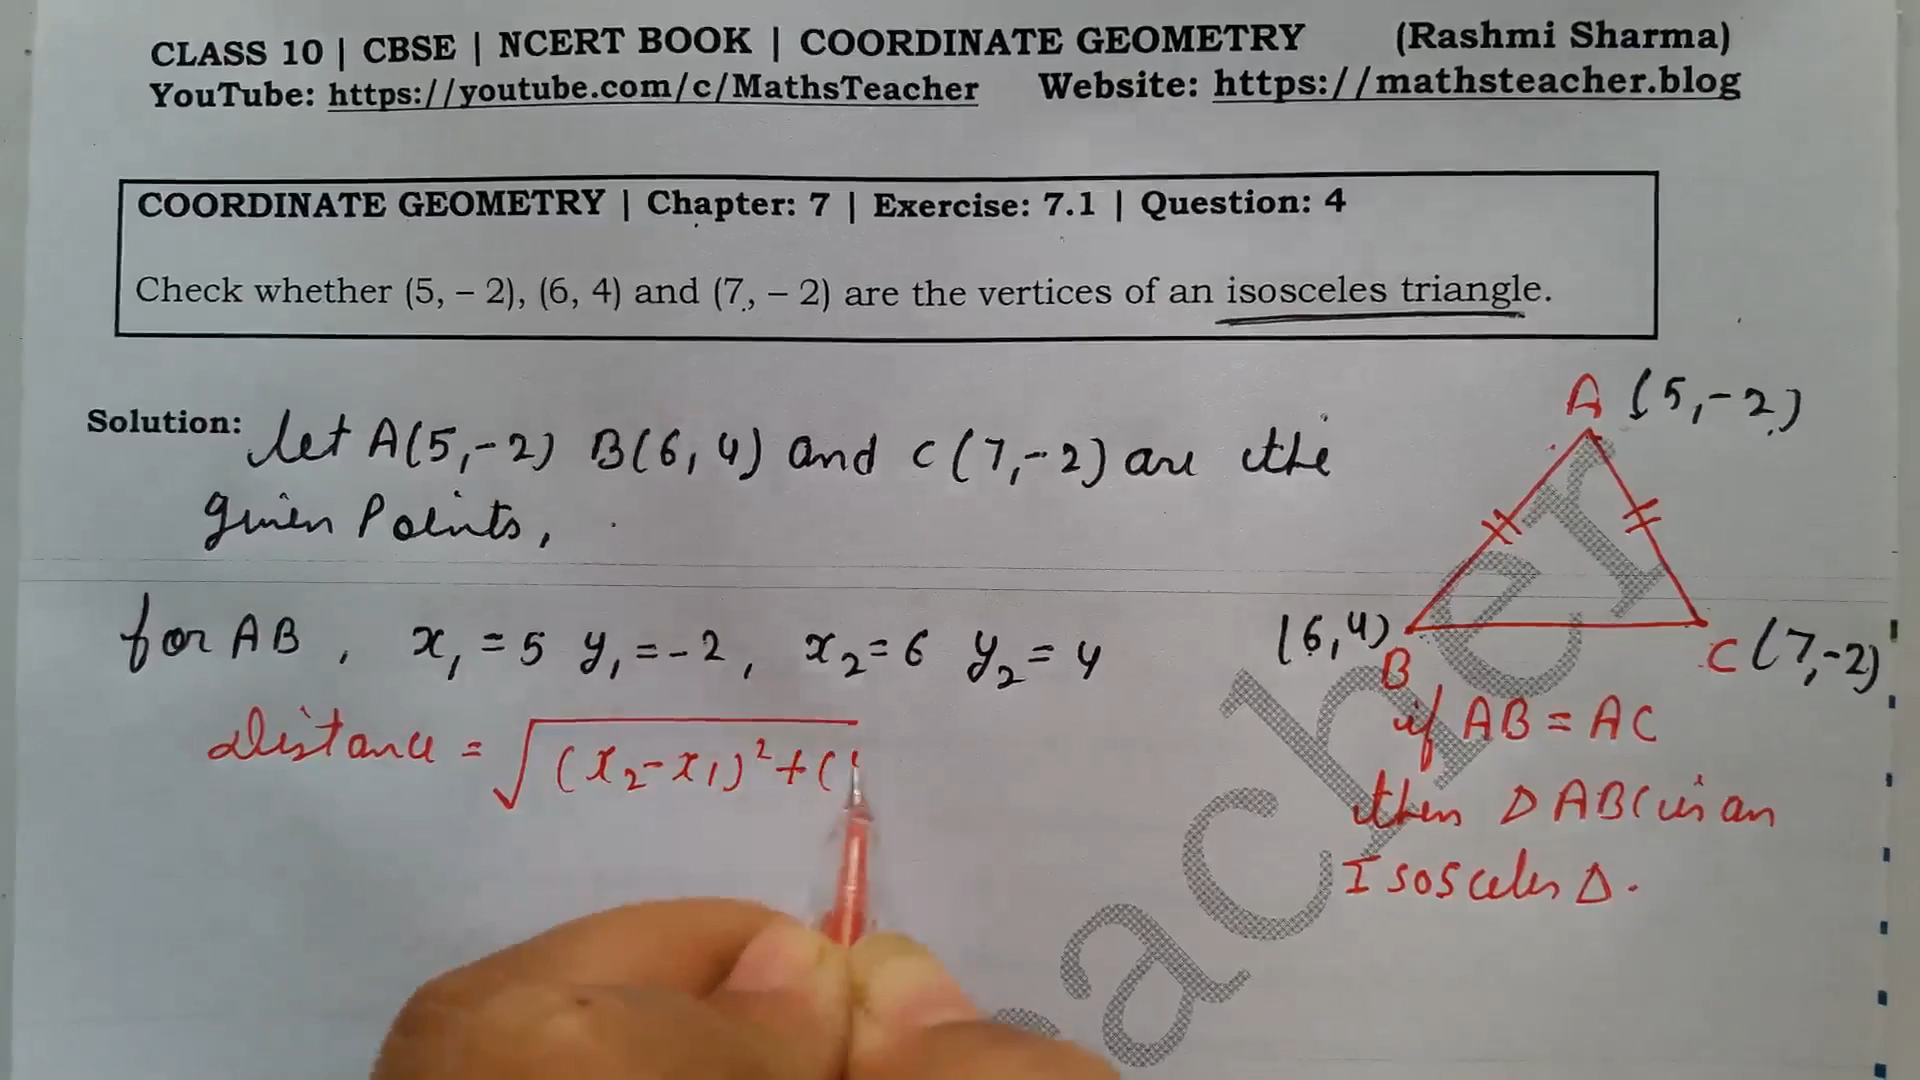 CLASS 10 | CBSE | NCERT BOOK | COORDINATE GEOMETRY (Rashmi Sharma)
YouTube: https://youtube.com/c/MathsTeacher Website: https://mathsteacher.blog
COORDINATE GEOMETRY | Chapter: 7 | Exercise: 7.1 | Question: 4
Check whether (5, – 2), (6, 4) and (7, – 2) are the vertices of an isosceles triangle.
Solution: let A(5,-2) B(6,4) and C(7,-2) are the
given Points,
for AB, x₁=5 y₁=-2, x₂=6 y₂=4
distance = √(x₂-x₁)²+(
A (5,-2)
(6,4) B
C (7,-2)
if AB = AC
then Δ ABC is an
Isosceles Δ.
acher